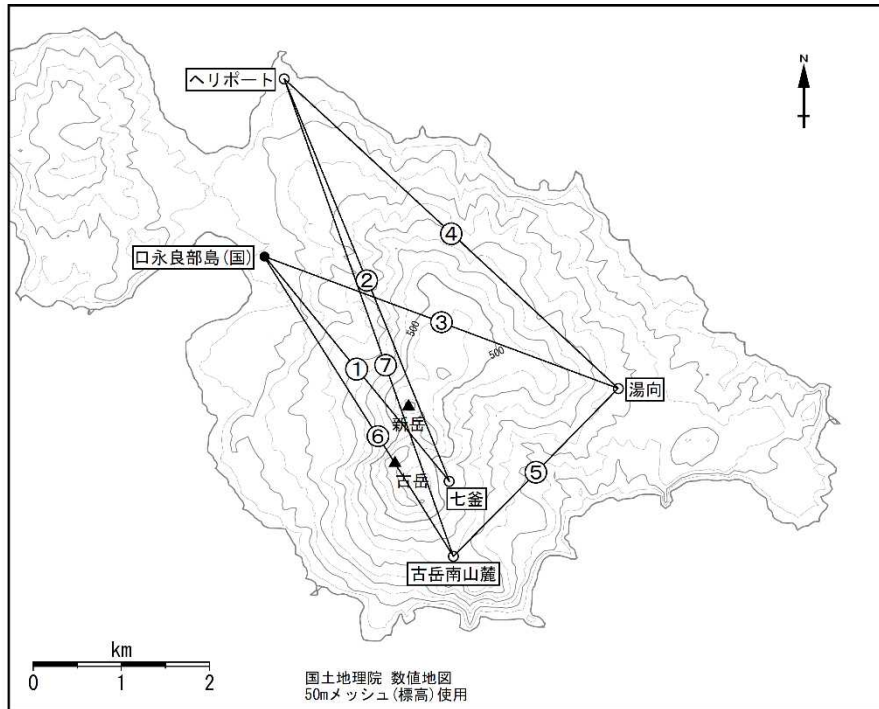 ヘリポート
N
④
口永良部島(国)
②
③
500
500
①
⑦
湯向
新岳
⑥
古岳
⑤
七釜
古岳南山麓
km
0 1 2
国土地理院 数値地図
50mメッシュ(標高)使用